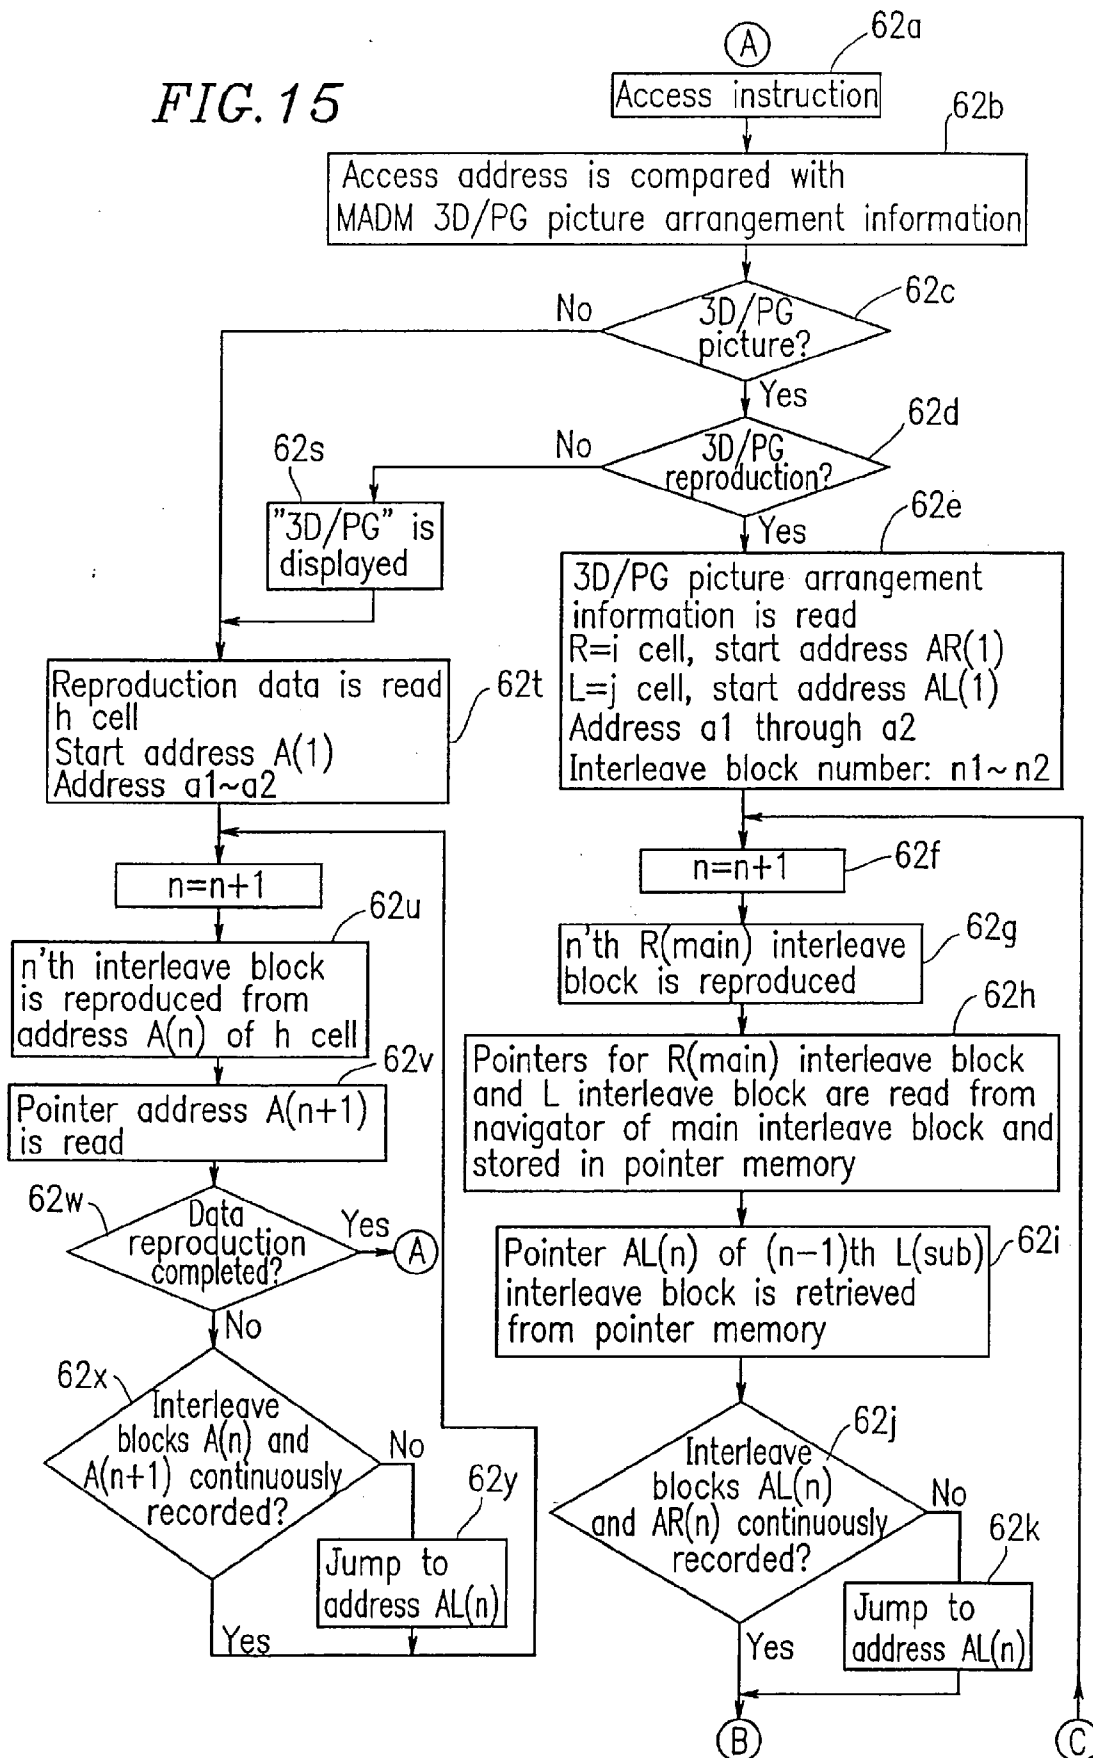 FIG.15
A
62a
Access instruction
62b
Access address is compared with
MADM 3D/PG picture arrangement information
62c
3D/PG
picture?
No
Yes
62d
3D/PG
reproduction?
No
Yes
62s
"3D/PG" is
displayed
62e
3D/PG picture arrangement
information is read
R=i cell, start address AR(1)
L=j cell, start address AL(1)
Address a1 through a2
Interleave block number: n1~n2
62t
Reproduction data is read
h cell
Start address A(1)
Address a1~a2
n=n+1
62u
n'th interleave block
is reproduced from
address A(n) of h cell
62v
Pointer address A(n+1)
is read
62w
Data
reproduction
completed?
Yes
A
No
62x
Interleave
blocks A(n) and
A(n+1) continuously
recorded?
No
62y
Jump to
address AL(n)
Yes
62f
n=n+1
62g
n'th R(main) interleave
block is reproduced
62h
Pointers for R(main) interleave block
and L interleave block are read from
navigator of main interleave block and
stored in pointer memory
62i
Pointer AL(n) of (n-1)th L(sub)
interleave block is retrieved
from pointer memory
62j
Interleave
blocks AL(n)
and AR(n) continuously
recorded?
No
62k
Jump to
address AL(n)
Yes
B
C